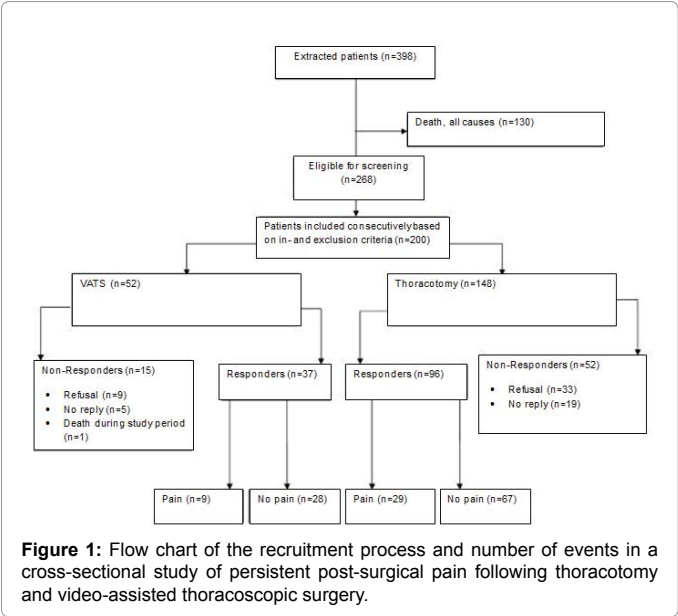 Extracted patients (n=398)
Death, all causes (n=130)
Eligible for screening
(n=268)
Patients included consecutivelybased
on in- and exclusion criteria (n=200)
VATS (n=52)
Thoracotomy (n=148)
Non-Responders (n=15)
• Refusal (n=9)
• No reply (n=5)
• Death during study period
(n=1)
Responders (n=37)
Responders (n=96)
Non-Responders (n=52)
• Refusal (n=33)
• No reply (n=19)
Pain (n=9)
No pain (n=28)
Pain (n=29)
No pain (n=67)
Figure 1: Flow chart of the recruitment process and number of events in a
cross-sectional study of persistent post-surgical pain following thoracotomy
and video-assisted thoracoscopic surgery.